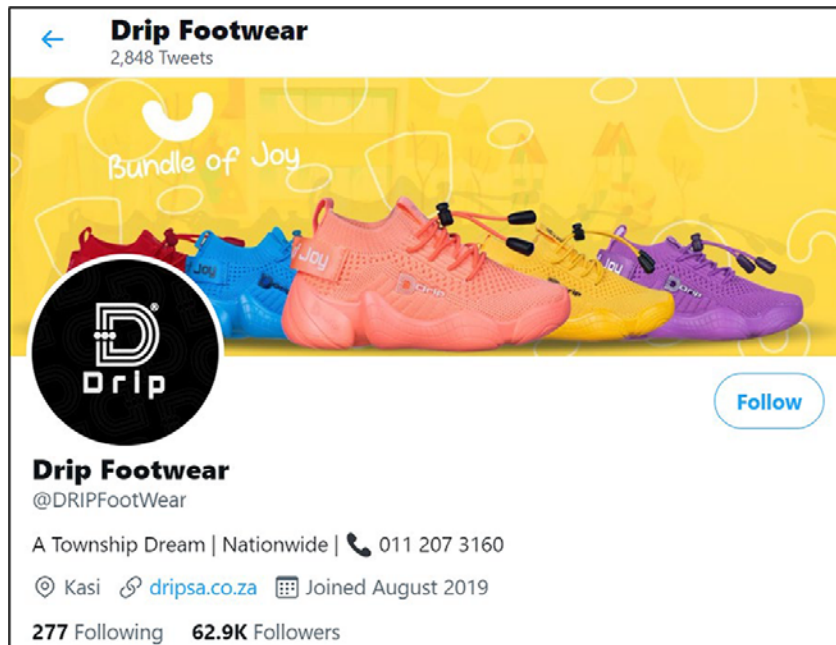 Drip Footwear
2,848 Tweets
Bundle of Joy
y Joy
Joy
Drip
Drip
D®
Drip
Follow
Drip Footwear
@DRIPFootWear
A Township Dream | Nationwide | 📞 011 207 3160
Kasi dripsa.co.za Joined August 2019
277 Following 62.9K Followers